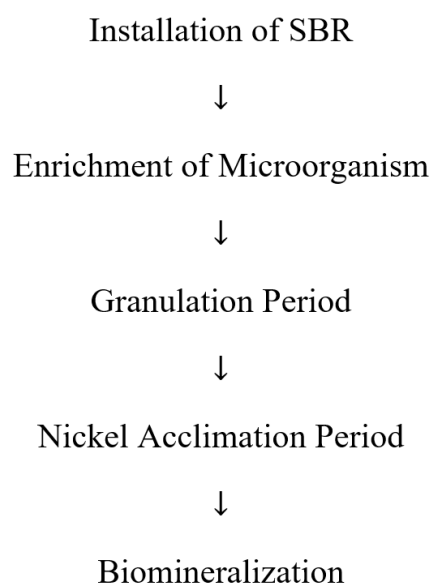 Installation of SBR
↓
Enrichment of Microorganism
↓
Granulation Period
↓
Nickel Acclimation Period
↓
Biomineralization